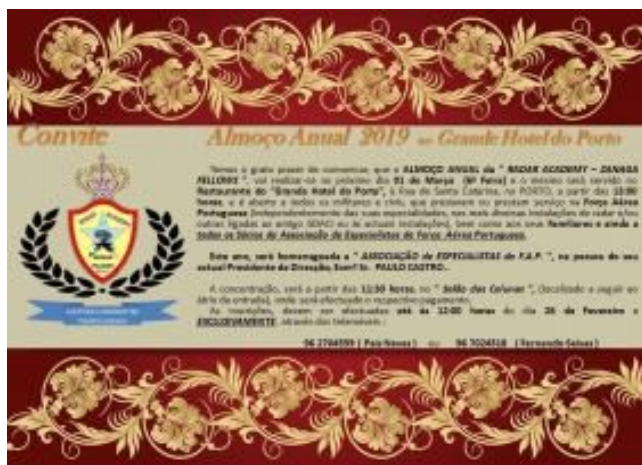 Convite
Almoço Anual 2019 no Grande Hotel do Porto
Temos o grato prazer de comunicar, que o ALMOÇO ANUAL da " RADAR ACADEMY –
FELLOWS ", vai realizar-se no próximo dia 01 de Março (6ª Feira) e o mesmo será servido no
Restaurante do "Grande Hotel do Porto", à Rua de Santa Catarina, no PORTO, a partir das 13:00
horas, e é aberto a todos os militares e civis, que prestaram ou prestam serviço na Força Aérea
Portuguesa (independentemente das suas especialidades, nas mais diversas instalações de radar e/ou
outras ligadas ao antigo SDACI ou às actuais instalações), bem como aos seus familiares e ainda a
todos os Sócios da Associação de Especialistas da Força Aérea Portuguesa.
Este ano, será homenageada a " ASSOCIAÇÃO de ESPECIALISTAS da F.A.P. ", na pessoa do seu
actual Presidente da Direcção, Exmº Sr. PAULO CASTRO..
A concentração, será a partir das 11:30 horas, no " Salão das Colunas ", (localizado a seguir ao
átrio da entrada), onde será efectuado o respectivo pagamento.
As inscrições, devem ser efectuadas até às 12:00 horas do dia 26 de Fevereiro e
EXCLUSIVAMENTE, através dos telemóveis :
96 2704599 ( Pais Neves ) ou 96 7024518 ( Fernando Seixas )